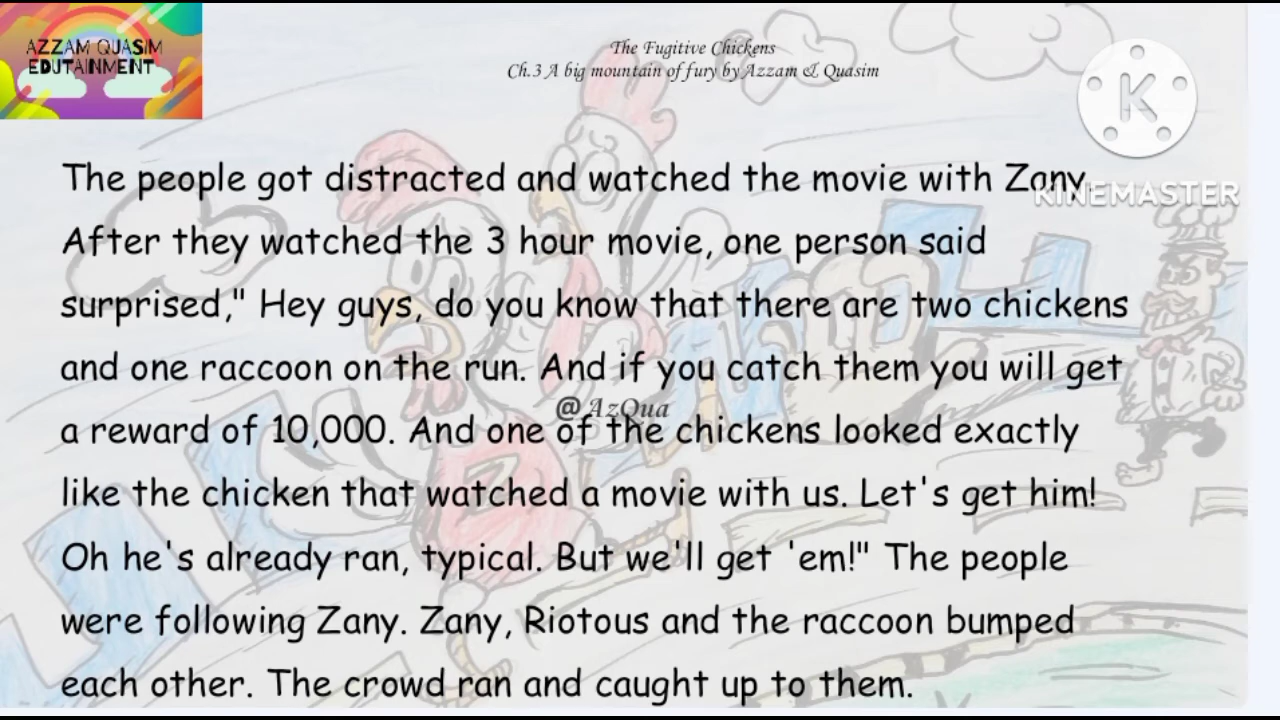 AZZAM QUASIM
EDUTAINMENT
The Fugitive Chickens
Ch.3 A big mountain of fury by Azzam & Quasim
K
KINEMASTER
The people got distracted and watched the movie with Zany.
After they watched the 3 hour movie, one person said
surprised," Hey guys, do you know that there are two chickens
and one raccoon on the run. And if you catch them you will get
@AzQua
a reward of 10,000. And one of the chickens looked exactly
like the chicken that watched a movie with us. Let's get him!
Oh he's already ran, typical. But we'll get 'em!" The people
were following Zany. Zany, Riotous and the raccoon bumped
each other. The crowd ran and caught up to them.